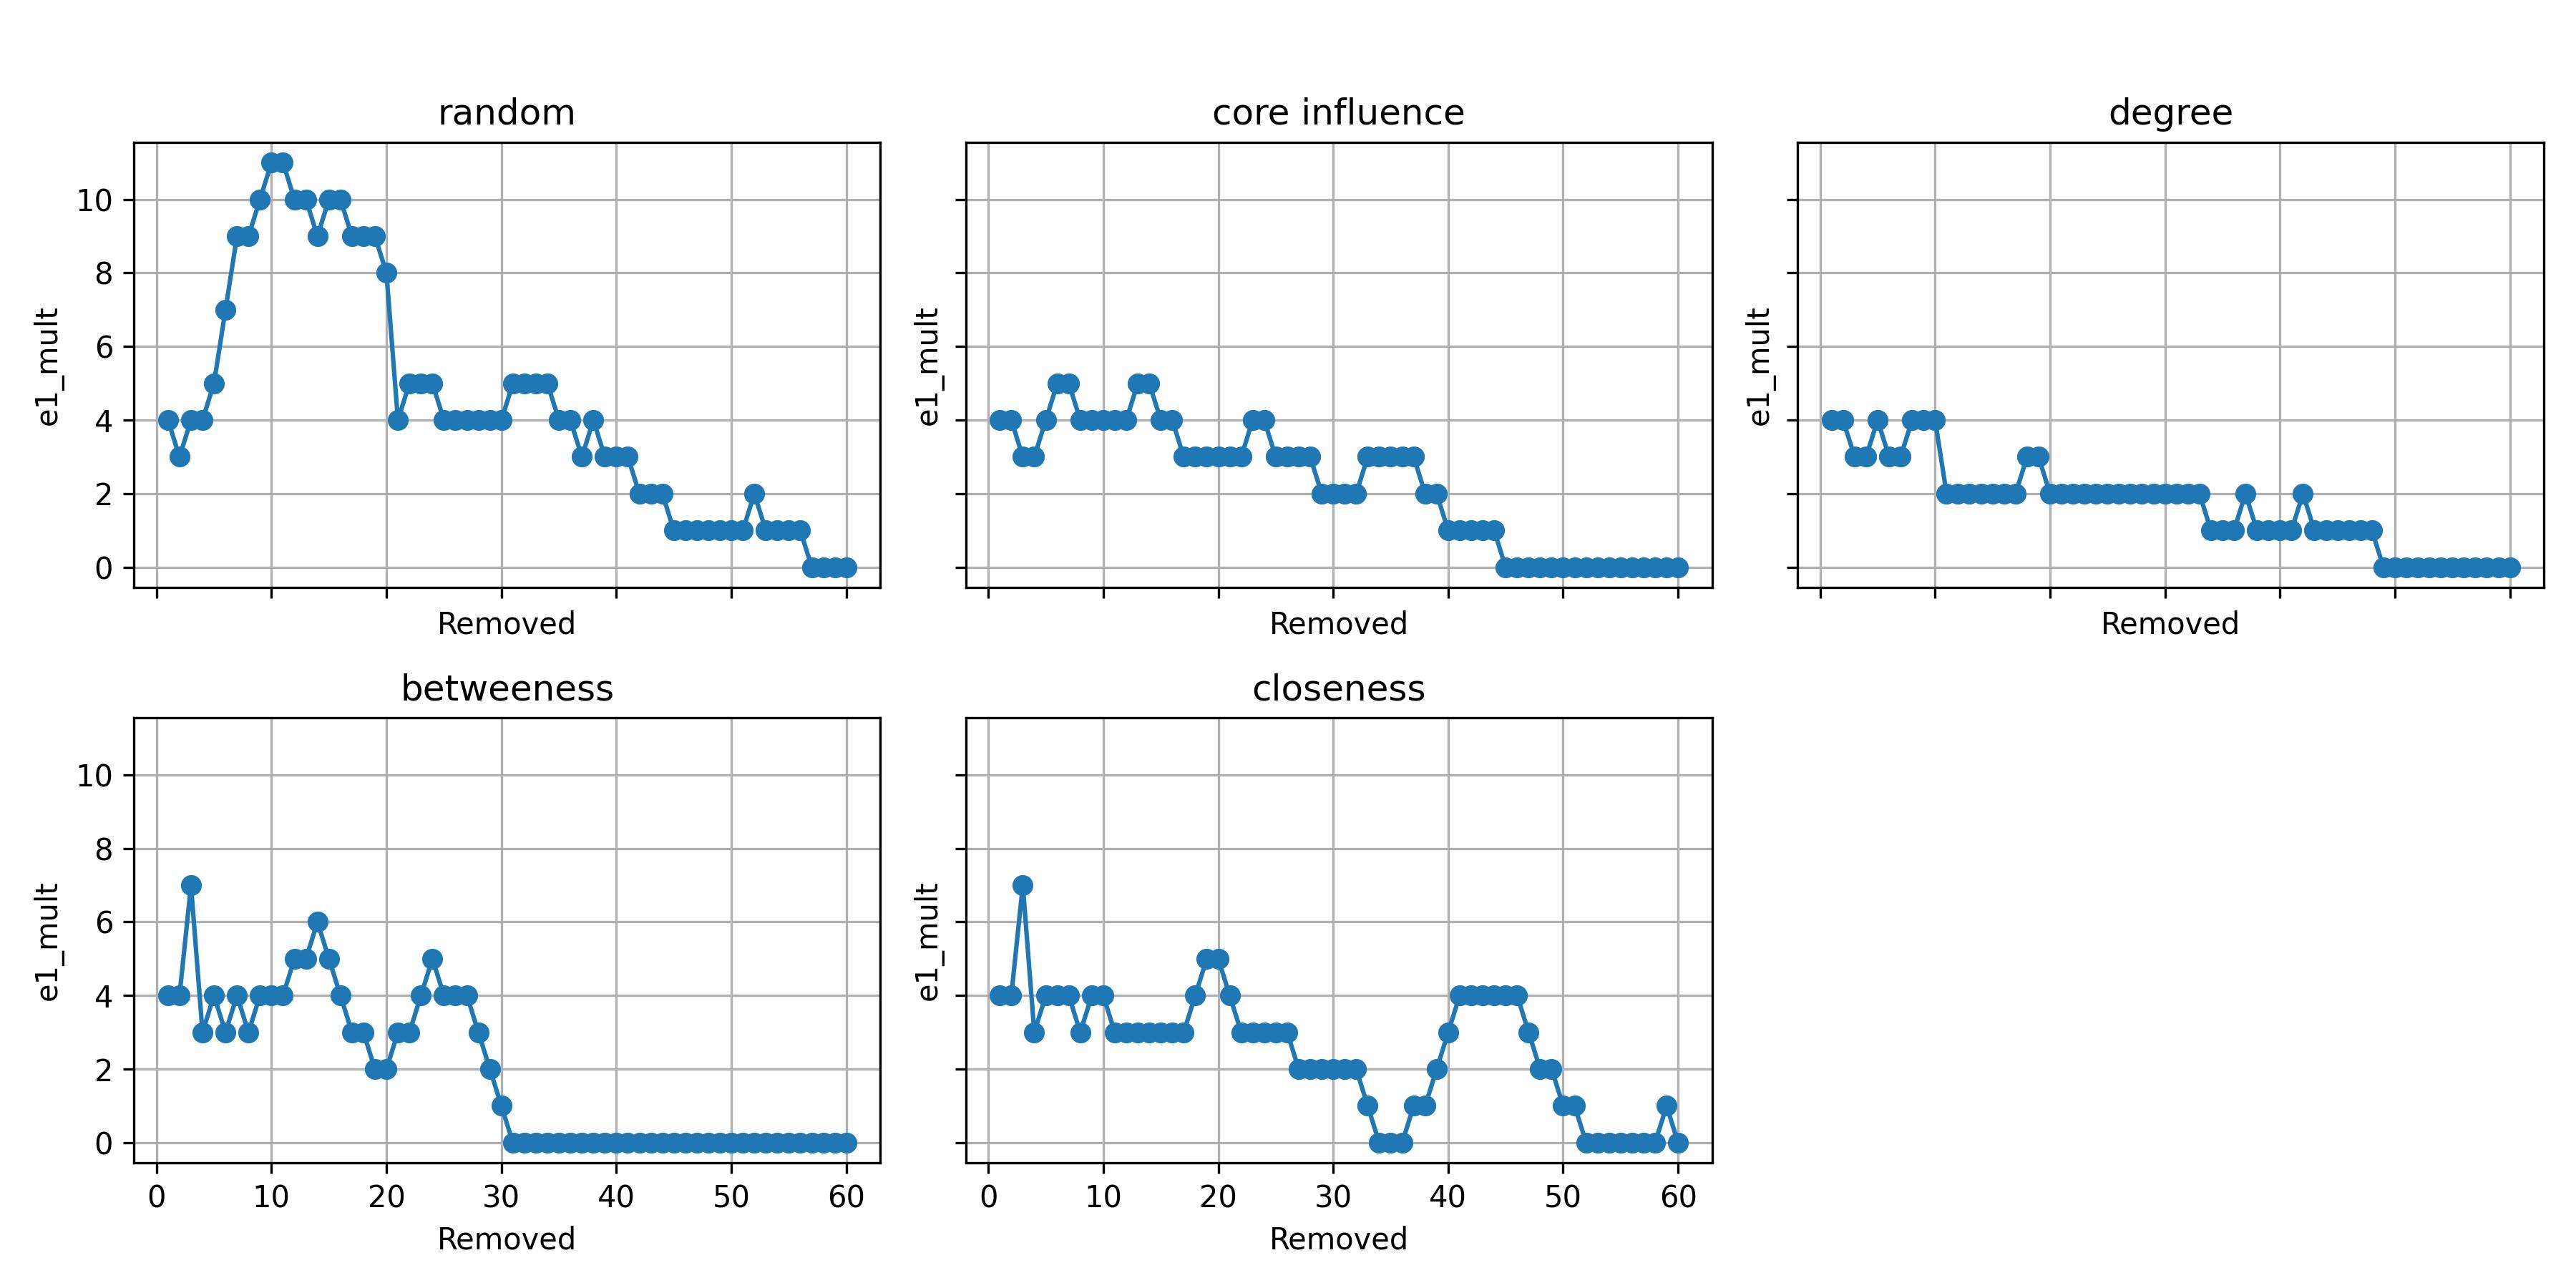 random
core influence
degree
10
8
6
4
2
0
e1_mult
e1_mult
e1_mult
Removed
Removed
Removed
betweeness
closeness
10
8
6
4
2
0
e1_mult
e1_mult
0 10 20 30 40 50 60
0 10 20 30 40 50 60
Removed
Removed